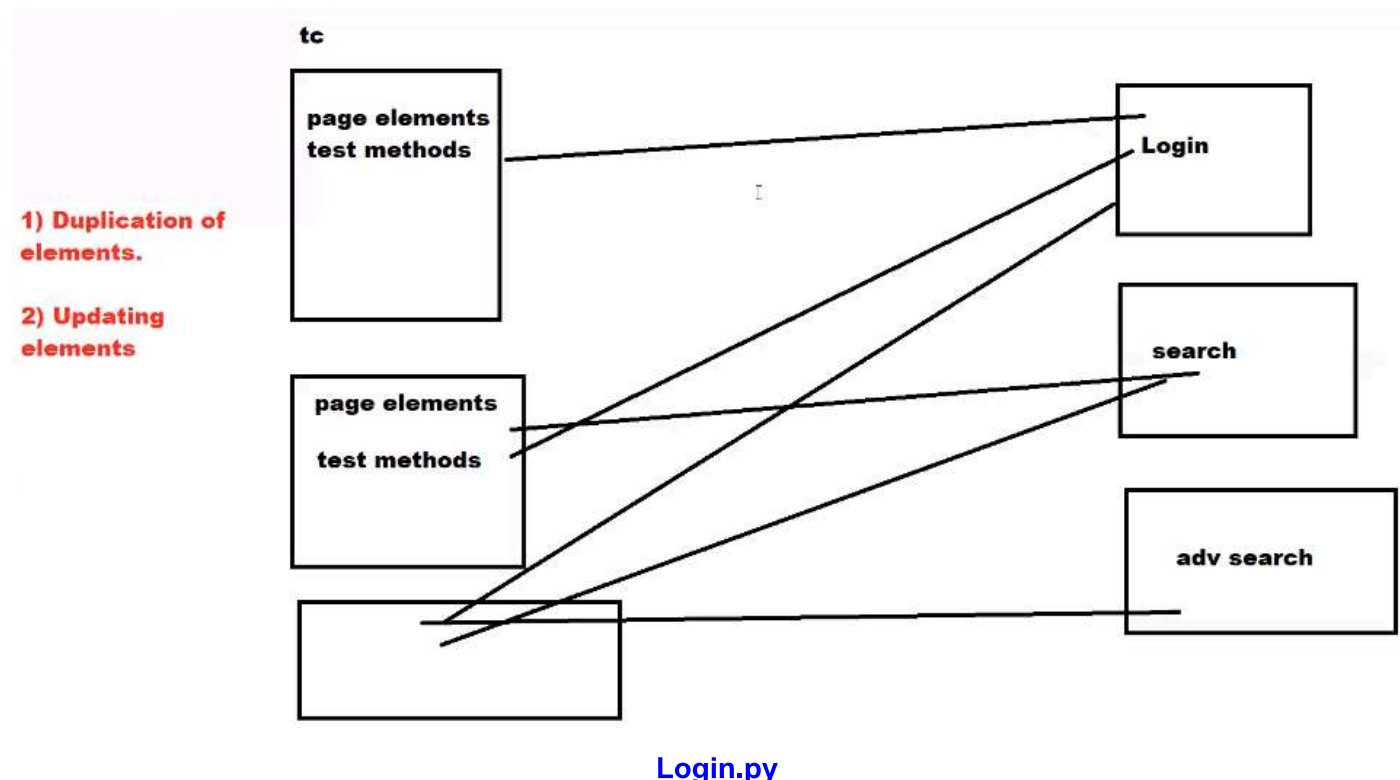 tc
page elements
test methods
Login
1) Duplication of
elements.
2) Updating
elements
search
page elements
test methods
adv search
Login.py